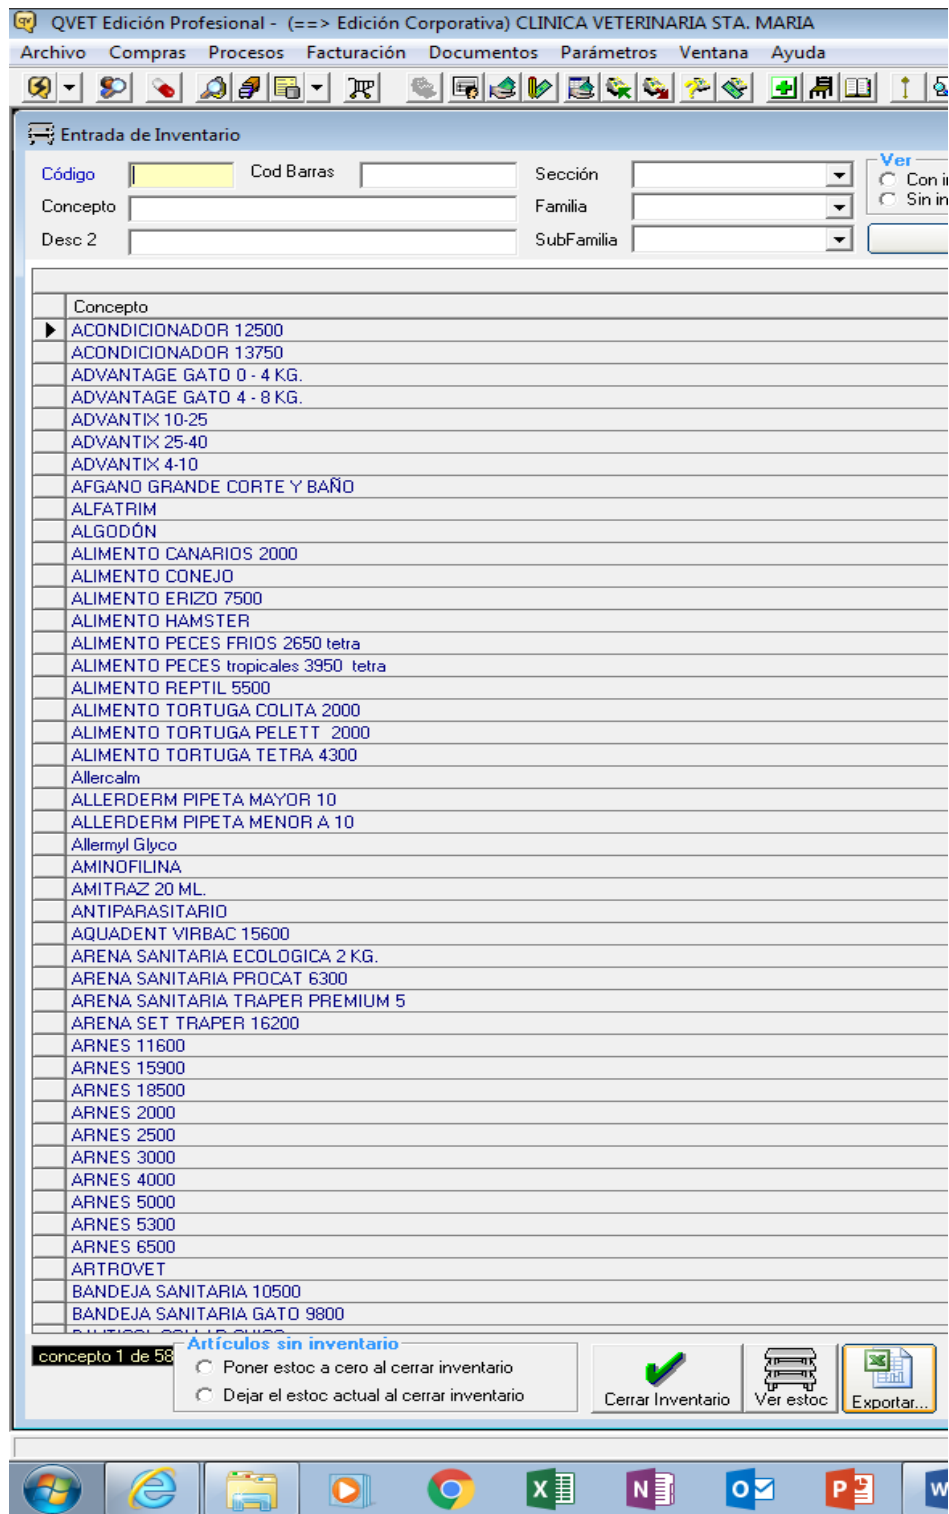 QVET Edición Profesional - (==> Edición Corporativa) CLINICA VETERINARIA STA. MARIA
Archivo Compras Procesos Facturación Documentos Parámetros Ventana Ayuda
Entrada de Inventario
Código Cod Barras Sección Ver
Con i
Concepto Familia Sin in
Desc 2 SubFamilia
Concepto
ACONDICIONADOR 12500
ACONDICIONADOR 13750
ADVANTAGE GATO 0 - 4 KG.
ADVANTAGE GATO 4 - 8 KG.
ADVANTIX 10-25
ADVANTIX 25-40
ADVANTIX 4-10
AFGANO GRANDE CORTE Y BAÑO
ALFATRIM
ALGODÓN
ALIMENTO CANARIOS 2000
ALIMENTO CONEJO
ALIMENTO ERIZO 7500
ALIMENTO HAMSTER
ALIMENTO PECES FRIOS 2650 tetra
ALIMENTO PECES tropicales 3950 tetra
ALIMENTO REPTIL 5500
ALIMENTO TORTUGA COLITA 2000
ALIMENTO TORTUGA PELETT 2000
ALIMENTO TORTUGA TETRA 4300
Allercalm
ALLERDERM PIPETA MAYOR 10
ALLERDERM PIPETA MENOR A 10
Allermyl Glyco
AMINOFILINA
AMITRAZ 20 ML.
ANTIPARASITARIO
AQUADENT VIRBAC 15600
ARENA SANITARIA ECOLOGICA 2 KG.
ARENA SANITARIA PROCAT 6300
ARENA SANITARIA TRAPER PREMIUM 5
ARENA SET TRAPER 16200
ARNES 11600
ARNES 15900
ARNES 18500
ARNES 2000
ARNES 2500
ARNES 3000
ARNES 4000
ARNES 5000
ARNES 5300
ARNES 6500
ARTROVET
BANDEJA SANITARIA 10500
BANDEJA SANITARIA GATO 9800
Artículos sin inventario
concepto 1 de 58
Poner estoc a cero al cerrar inventario
Dejar el estoc actual al cerrar inventario
Cerrar Inventario Ver estoc Exportar...